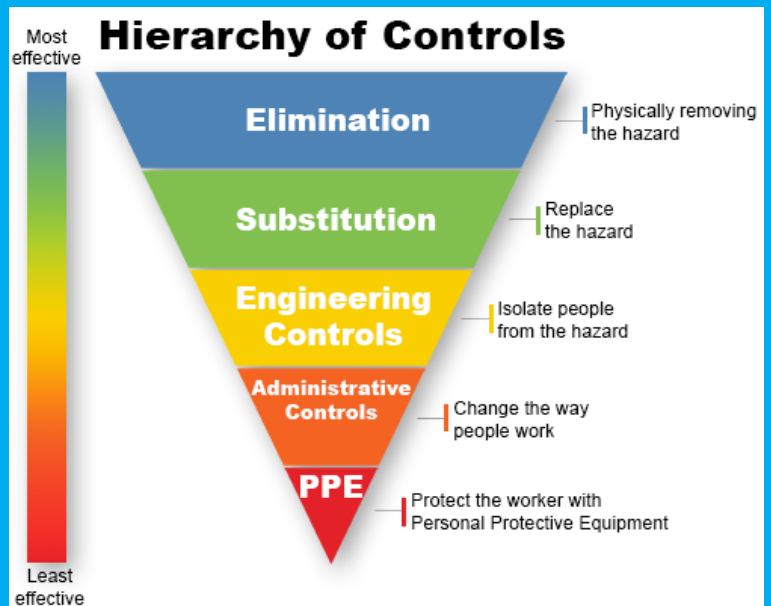 Hierarchy of Controls
Most
effective
Elimination
Physically removing
the hazard
Substitution
Replace
the hazard
Engineering
Controls
Isolate people
from the hazard
Administrative
Controls
Change the way
people work
PPE
Protect the worker with
Personal Protective Equipment
Least
effective